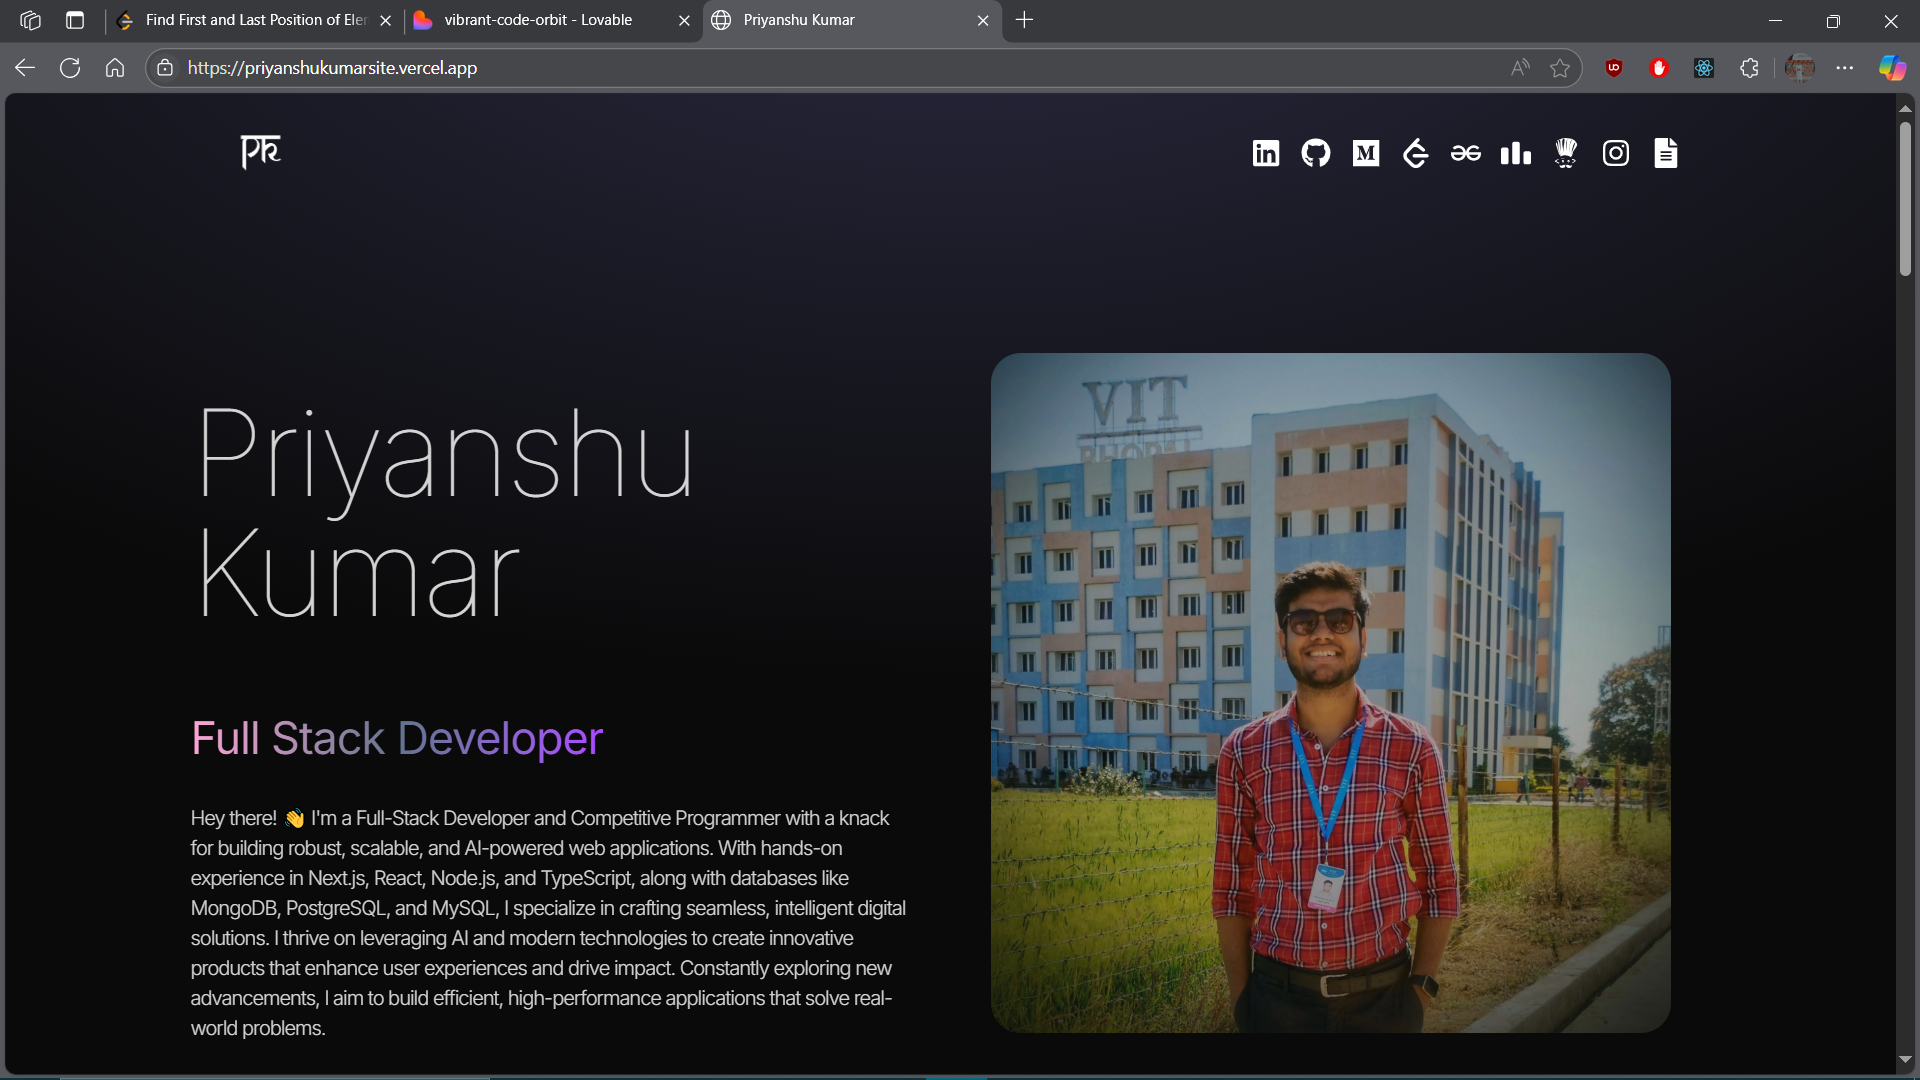 Find First and Last Position of Ele
vibrant-code-orbit - Lovable
Priyanshu Kumar
https://priyanshukumarsite.vercel.app
PK
in
M
VIT
BHOPAL
Priyanshu
Kumar
Full Stack Developer
Hey there! 👋 I'm a Full-Stack Developer and Competitive Programmer with a knack
for building robust, scalable, and AI-powered web applications. With hands-on
experience in Next.js, React, Node.js, and TypeScript, along with databases like
MongoDB, PostgreSQL, and MySQL, I specialize in crafting seamless, intelligent digital
solutions. I thrive on leveraging AI and modern technologies to create innovative
products that enhance user experiences and drive impact. Constantly exploring new
advancements, I aim to build efficient, high-performance applications that solve real-
world problems.